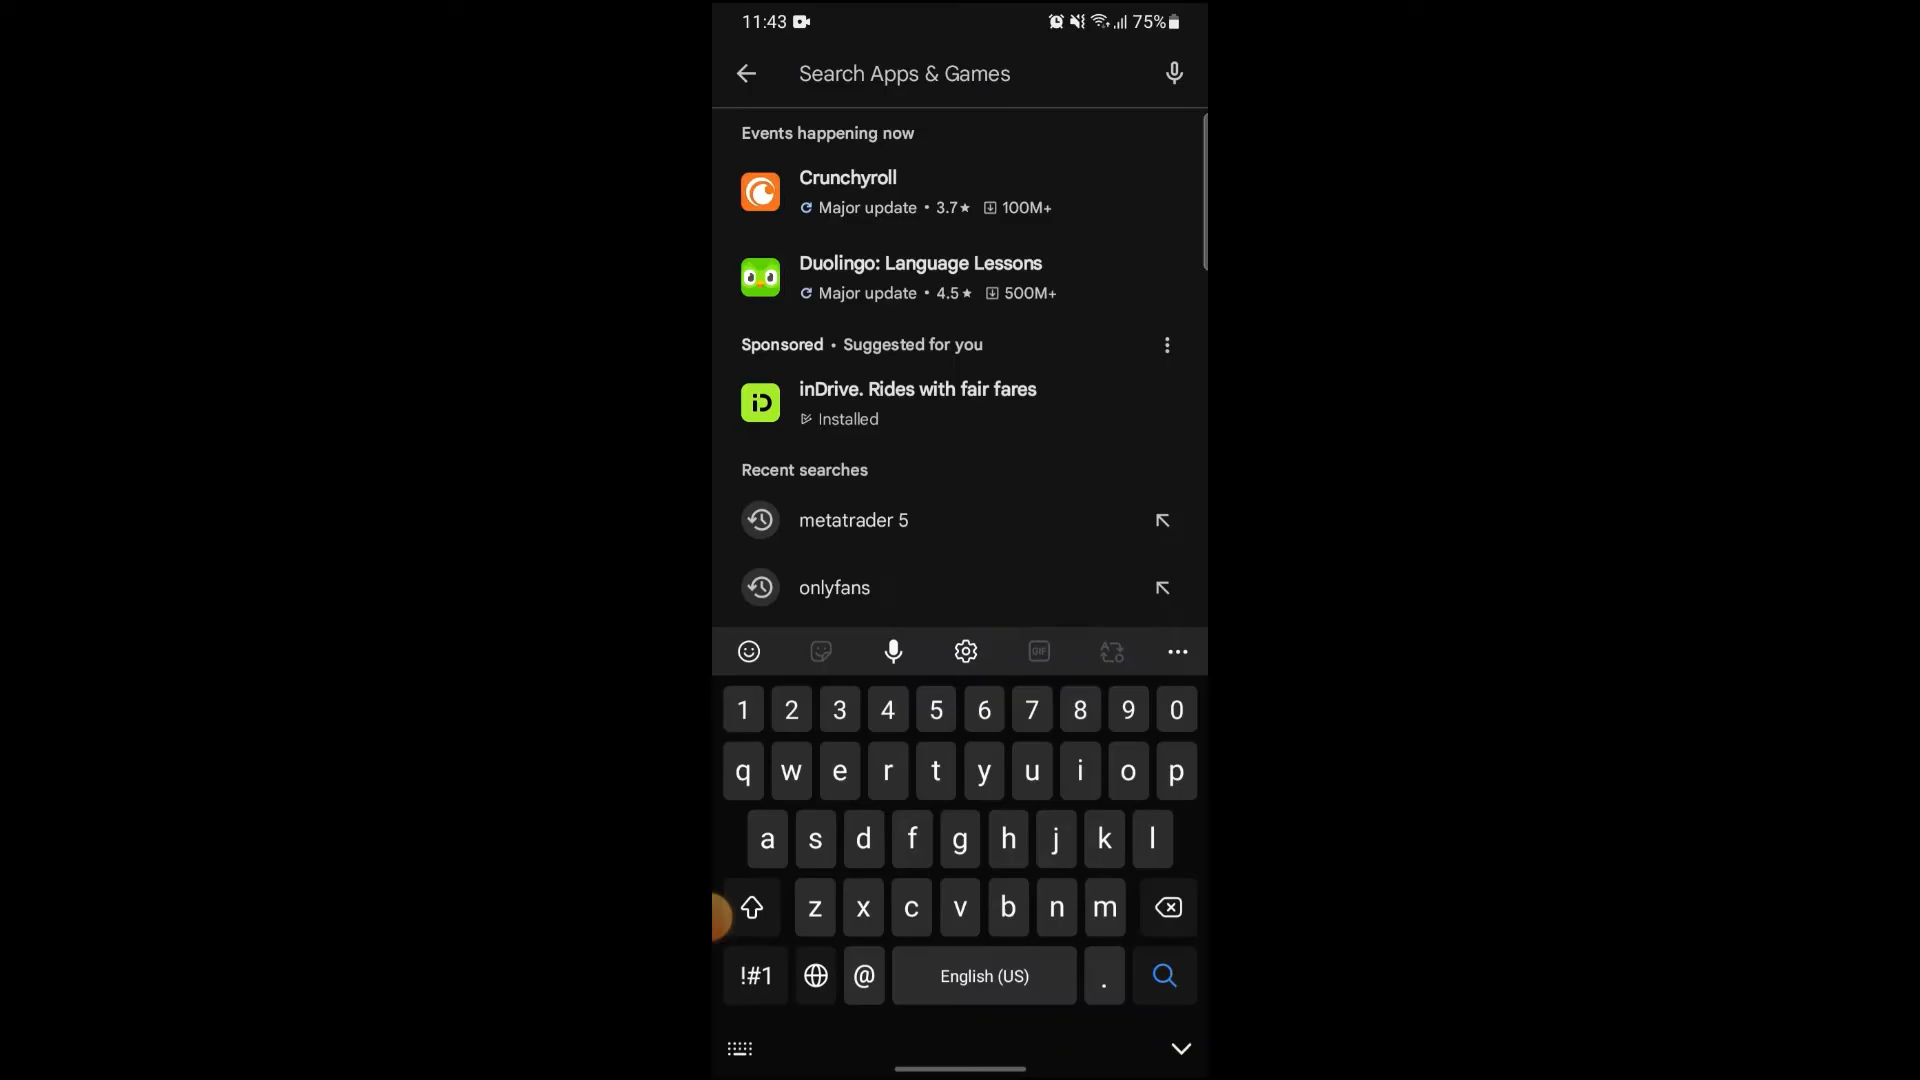 11:43 75%
Search Apps & Games
Events happening now
Crunchyroll
Major update • 3.7★ 100M+
Duolingo: Language Lessons
Major update • 4.5★ 500M+
Sponsored • Suggested for you
iD inDrive. Rides with fair fares
Installed
Recent searches
metatrader 5
onlyfans
GIF
1 2 3 4 5 6 7 8 9 0
q w e r t y u i o p
a s d f g h j k l
z x c v b n m
!#1 @ English (US) .